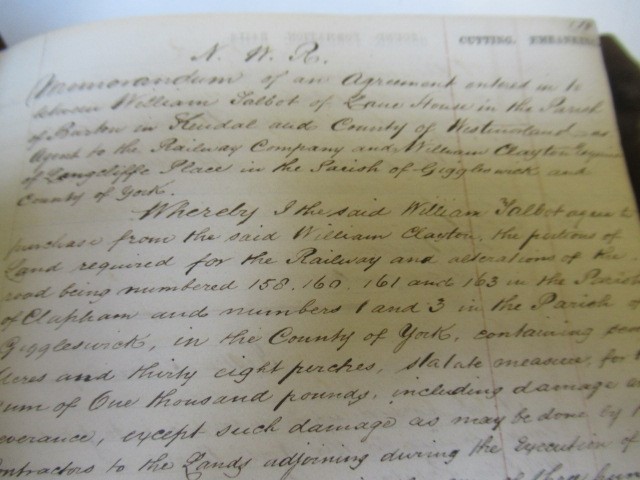 CUTTING. EMBANK
N. W. R.
Memorandum of an Agreement entered in to
between William Talbot of Lane House in the Parish
of Burton in Kendal and County of Westmorland as
Agent to the Railway Company and William Clayton Esquire
of Langcliffe Place in the Parish of Giggleswick and
County of York.
Whereby I the said William Talbot agree to
purchase from the said William Clayton, the portions of
Land required for the Railway and alterations of the
road being numbered 158. 160. 161 and 163 in the Parish
of Clapham and numbers 1 and 3 in the Parish of
Giggleswick, in the County of York, containing
Acres and thirty eight perches, statute measure, for
sum of One thousand pounds, including damage
severance, except such damage as may be done by
Contractors to the Lands adjoining during the Execution of